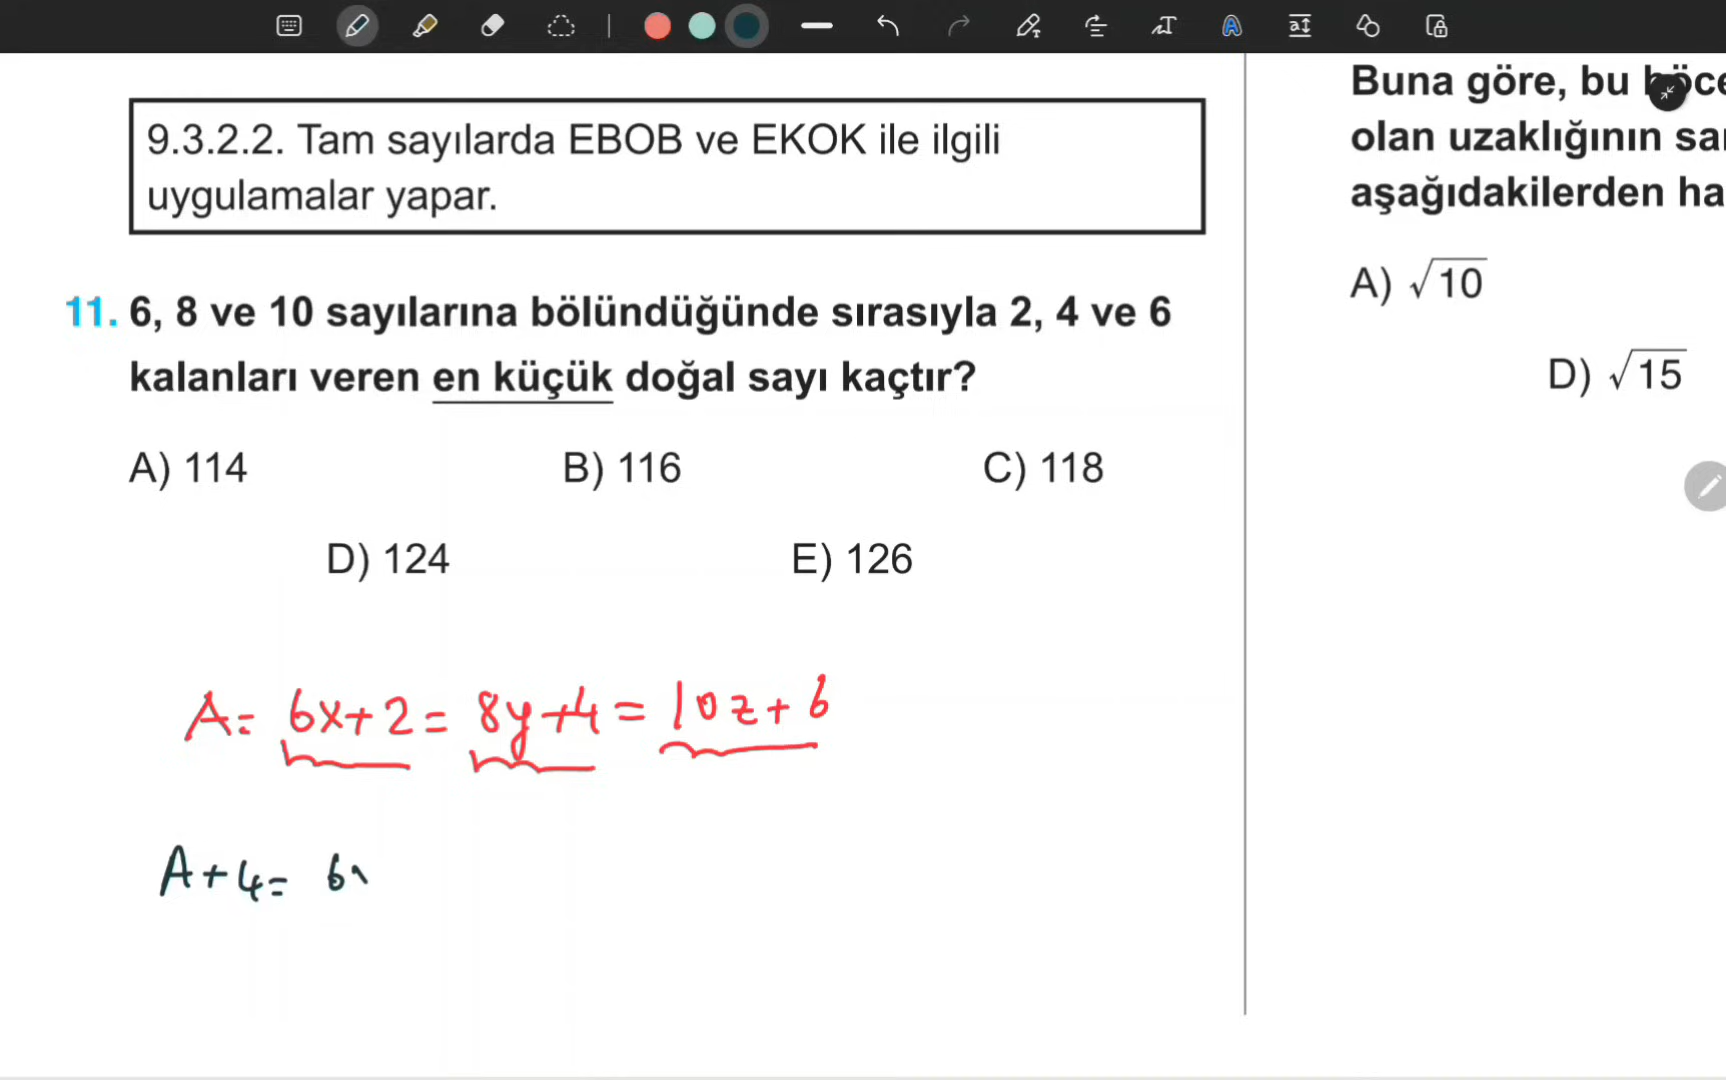 9.3.2.2. Tam sayılarda EBOB ve EKOK ile ilgili
uygulamalar yapar.
11. 6, 8 ve 10 sayılarına bölündüğünde sırasıyla 2, 4 ve 6
kalanları veren en küçük doğal sayı kaçtır?
A) 114
B) 116
C) 118
D) 124
E) 126
A= 6x+2= 8y+4= 10z+6
A+4= 6
Buna göre, bu
olan uzaklığının
aşağıdakilerden
A) √10
D) √15